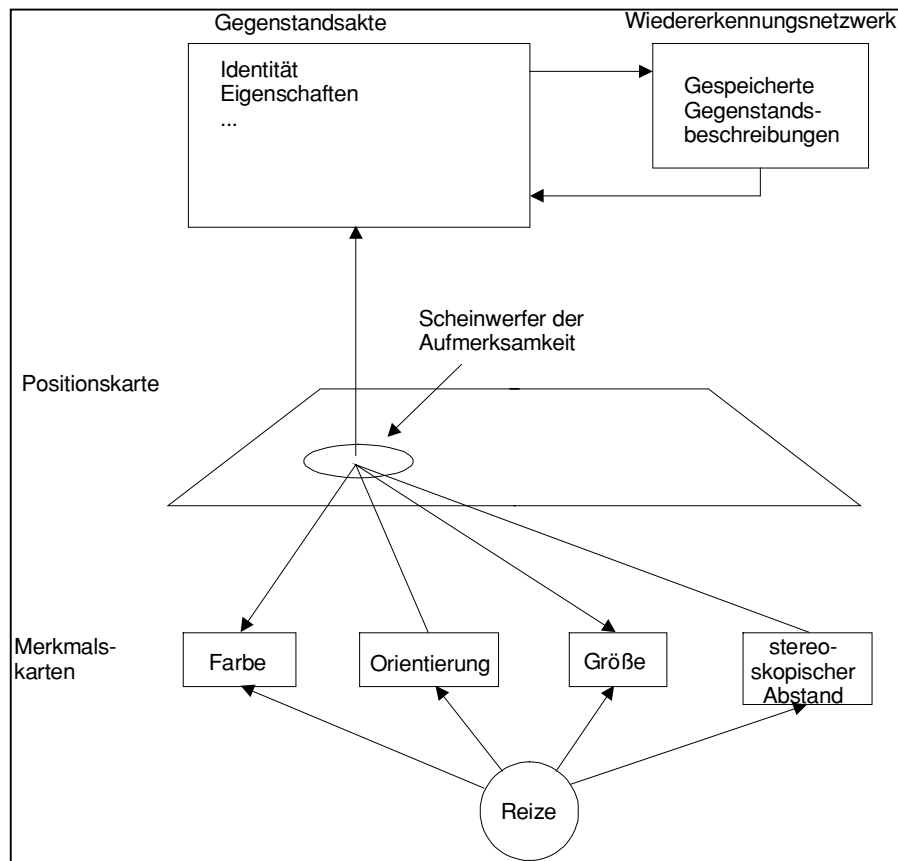 Gegenstandsakte
Wiedererkennungsnetzwerk
Identität
Eigenschaften
...
Gespeicherte
Gegenstands-
beschreibungen
Scheinwerfer der
Aufmerksamkeit
Positionskarte
Merkmals-
karten
Farbe
Orientierung
Größe
stereo-
skopischer
Abstand
Reize